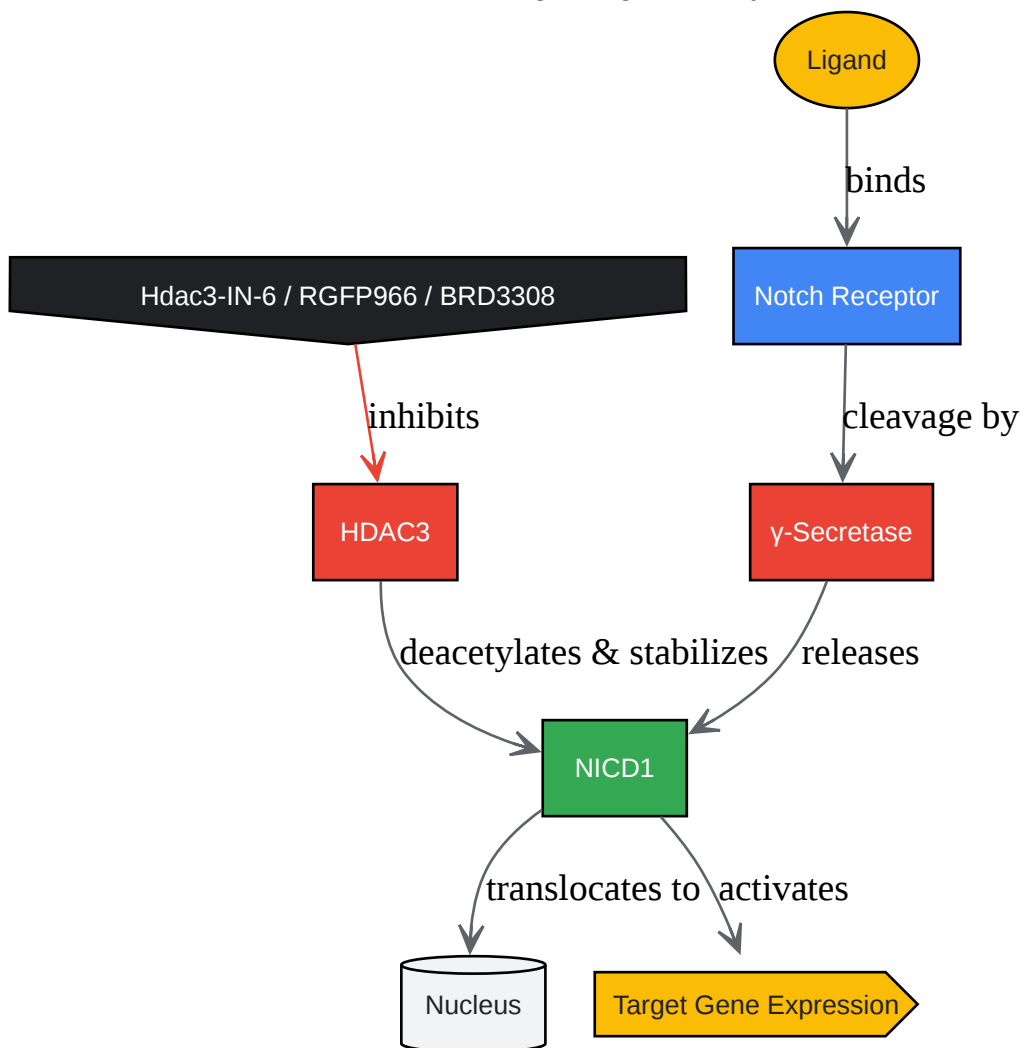 Ligand
binds
Hdac3-IN-6 / RGFP966 / BRD3308
Notch Receptor
inhibits
cleavage by
HDAC3
γ-Secretase
deacetylates & stabilizes
releases
NICD1
translocates to
activates
Nucleus
Target Gene Expression